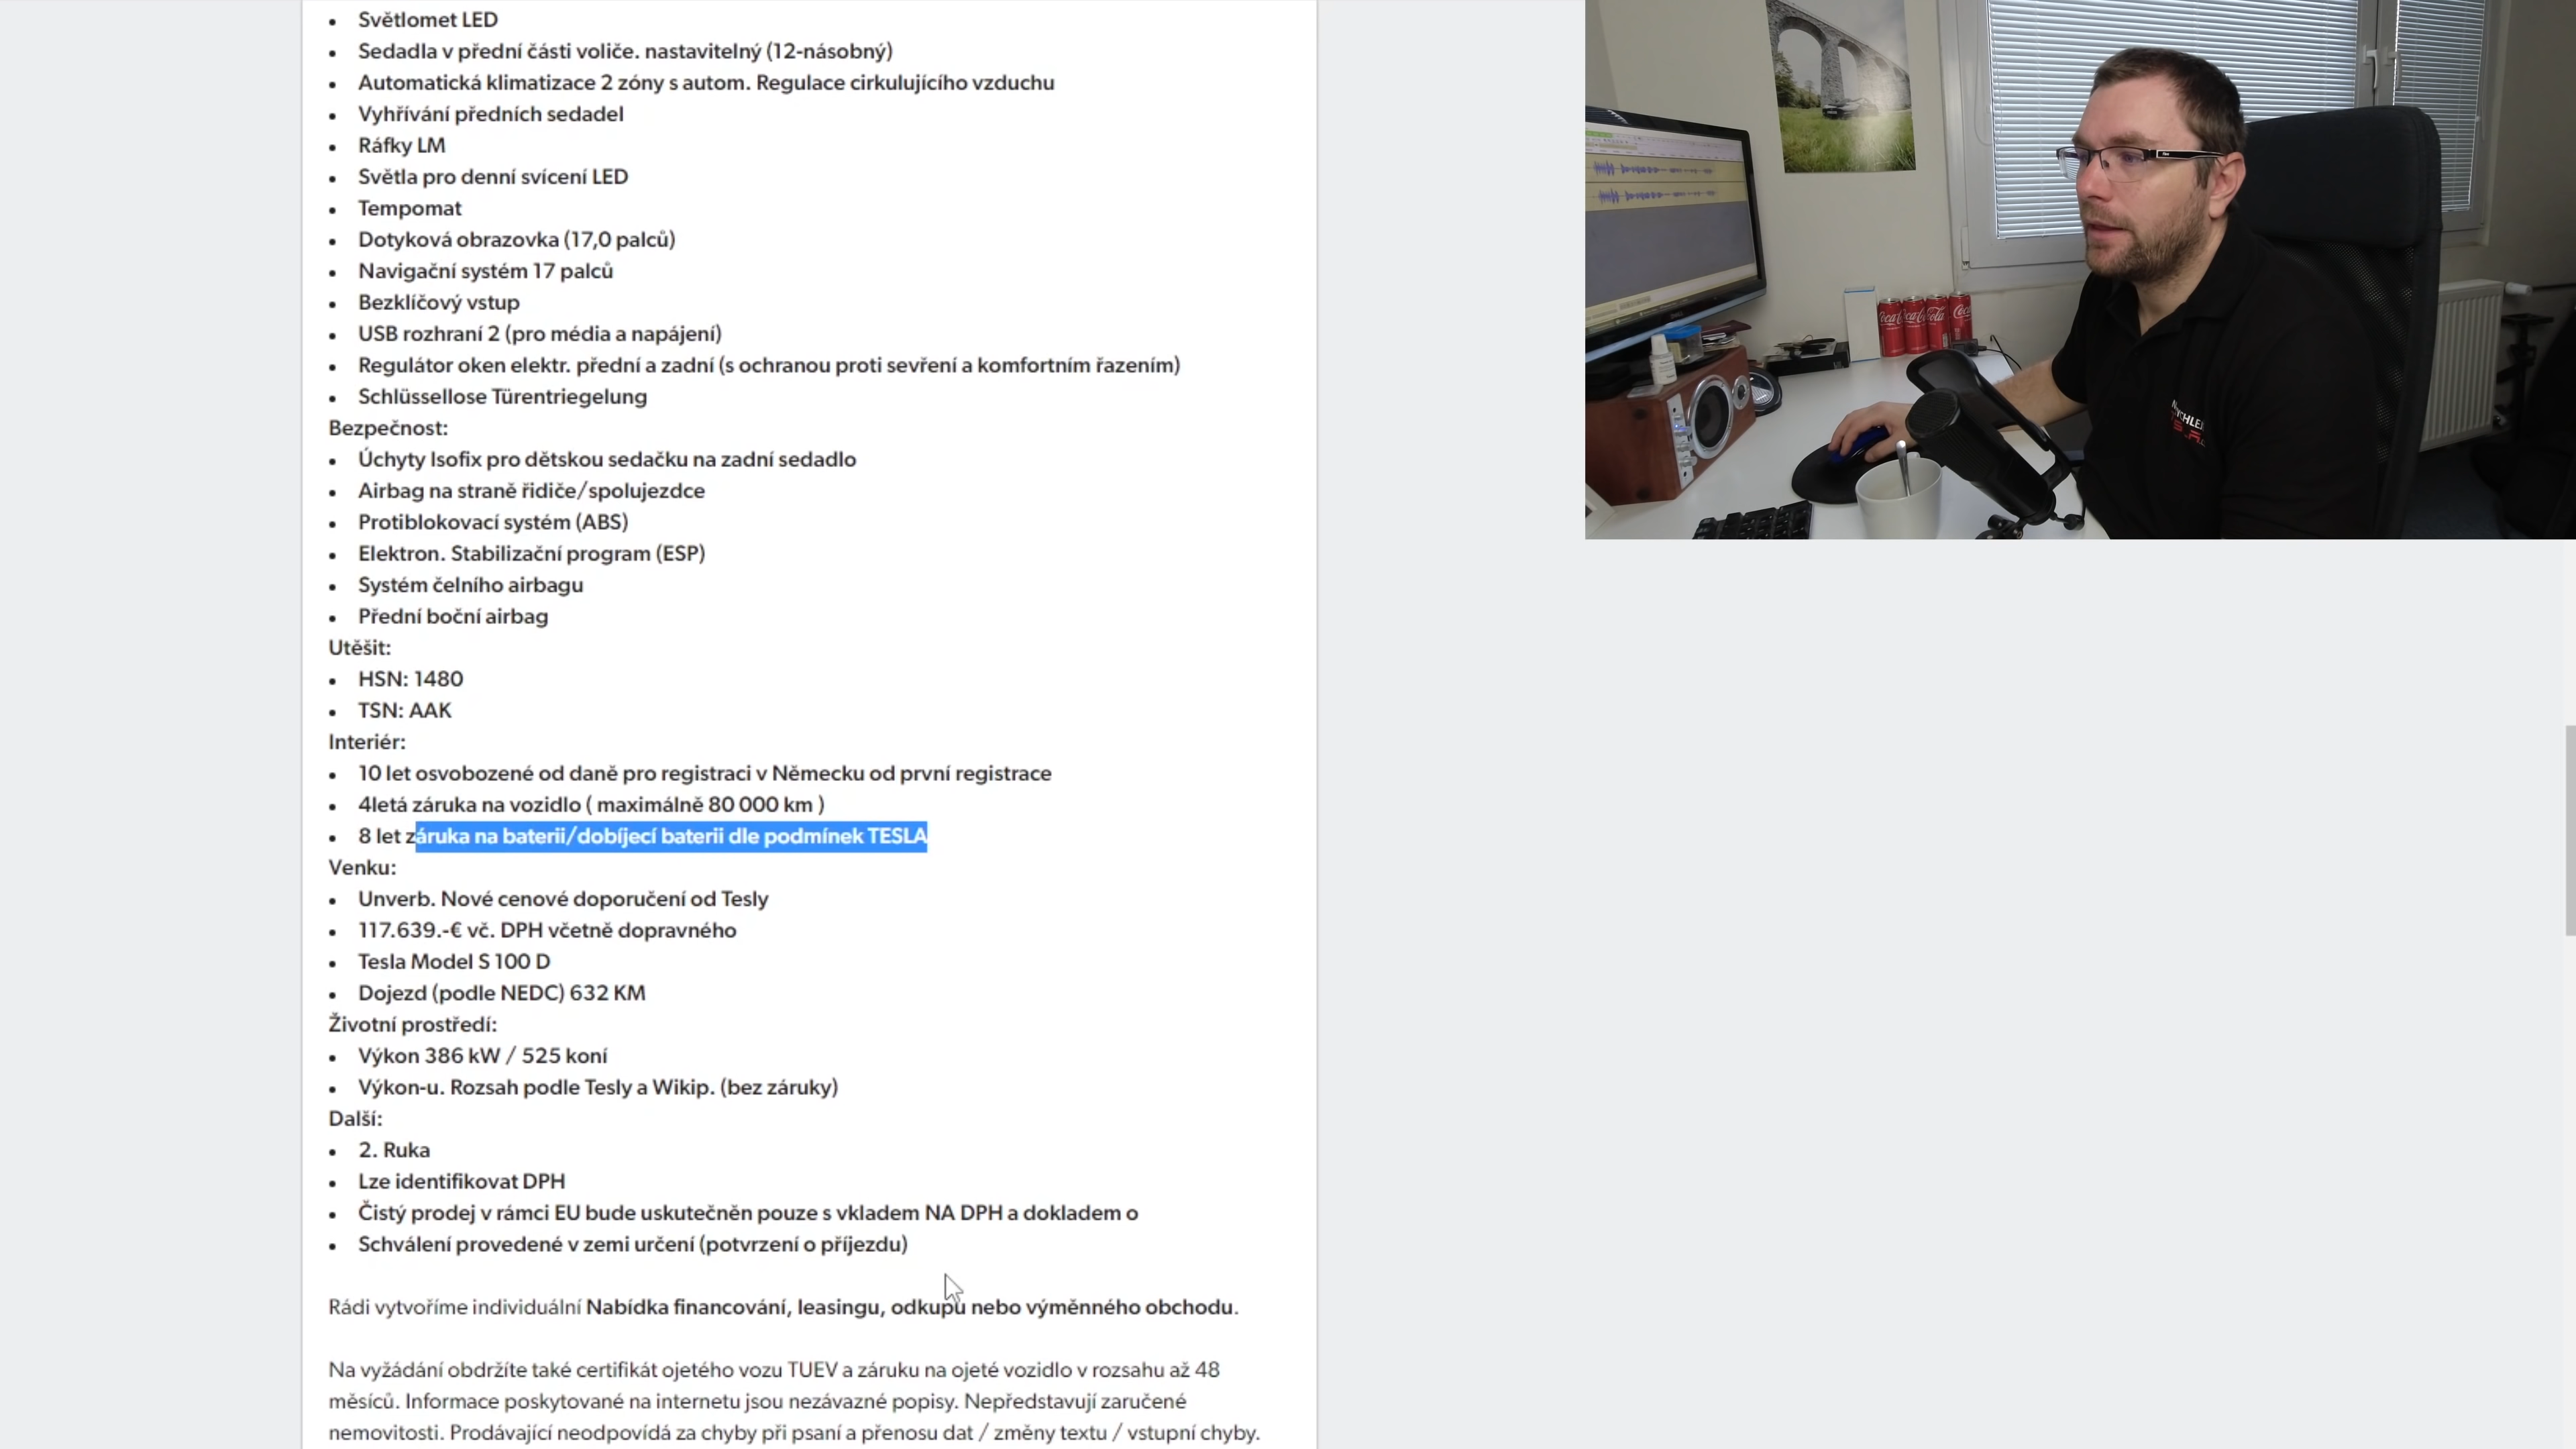 Světlomet LED
Sedadla v přední části voliče. nastavitelný (12-násobný)
Automatická klimatizace 2 zóny s autom. Regulace cirkulujícího vzduchu
Vyhřívání předních sedadel
Ráfky LM
Světla pro denní svícení LED
Tempomat
Dotyková obrazovka (17,0 palců)
Navigační systém 17 palců
Bezklíčový vstup
USB rozhraní 2 (pro média a napájení)
Regulátor oken elektr. přední a zadní (s ochranou proti sevření a komfortním řazením)
Schlüssellose Türentriegelung
Bezpečnost:
Úchyty Isofix pro dětskou sedačku na zadní sedadlo
Airbag na straně řidiče/spolujezdce
Protiblokovací systém (ABS)
Elektron. Stabilizační program (ESP)
Systém čelního airbagu
Přední boční airbag
Utěšit:
HSN: 1480
TSN: AAK
Interiér:
10 let osvobozené od daně pro registraci v Německu od první registrace
4letá záruka na vozidlo ( maximálně 80 000 km )
8 let záruka na baterii/dobíjecí baterii dle podmínek TESLA
Venku:
Unverb. Nové cenové doporučení od Tesly
117.639.-€ vč. DPH včetně dopravného
Tesla Model S 100 D
Dojezd (podle NEDC) 632 KM
Životní prostředí:
Výkon 386 kW / 525 koní
Výkon-u. Rozsah podle Tesly a Wikip. (bez záruky)
Další:
2. Ruka
Lze identifikovat DPH
Čistý prodej v rámci EU bude uskutečněn pouze s vkladem NA DPH a dokladem o
Schválení provedené v zemi určení (potvrzení o příjezdu)
Rádi vytvoříme individuální Nabídka financování, leasingu, odkupu nebo výměnného obchodu.
Na vyžádání obdržíte také certifikát ojetého vozu TUEV a záruku na ojeté vozidlo v rozsahu až 48
měsíců. Informace poskytované na internetu jsou nezávazné popisy. Nepředstavují zaručené
nemovitosti. Prodávající neodpovídá za chyby při psaní a přenosu dat / změny textu / vstupní chyby.
Coca Coca Cola Coca